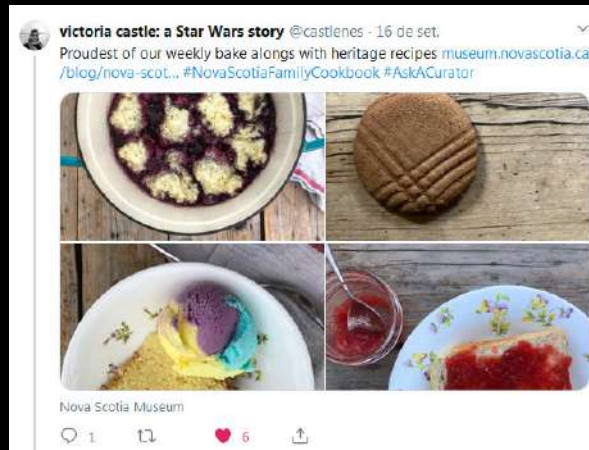 victoria castle: a Star Wars story @castlenes · 16 de set.
Proudest of our weekly bake alongs with heritage recipes museum.novascotia.ca
/blog/nova-scot... #NovaScotiaFamilyCookbook #AskACurator
Nova Scotia Museum
1 6